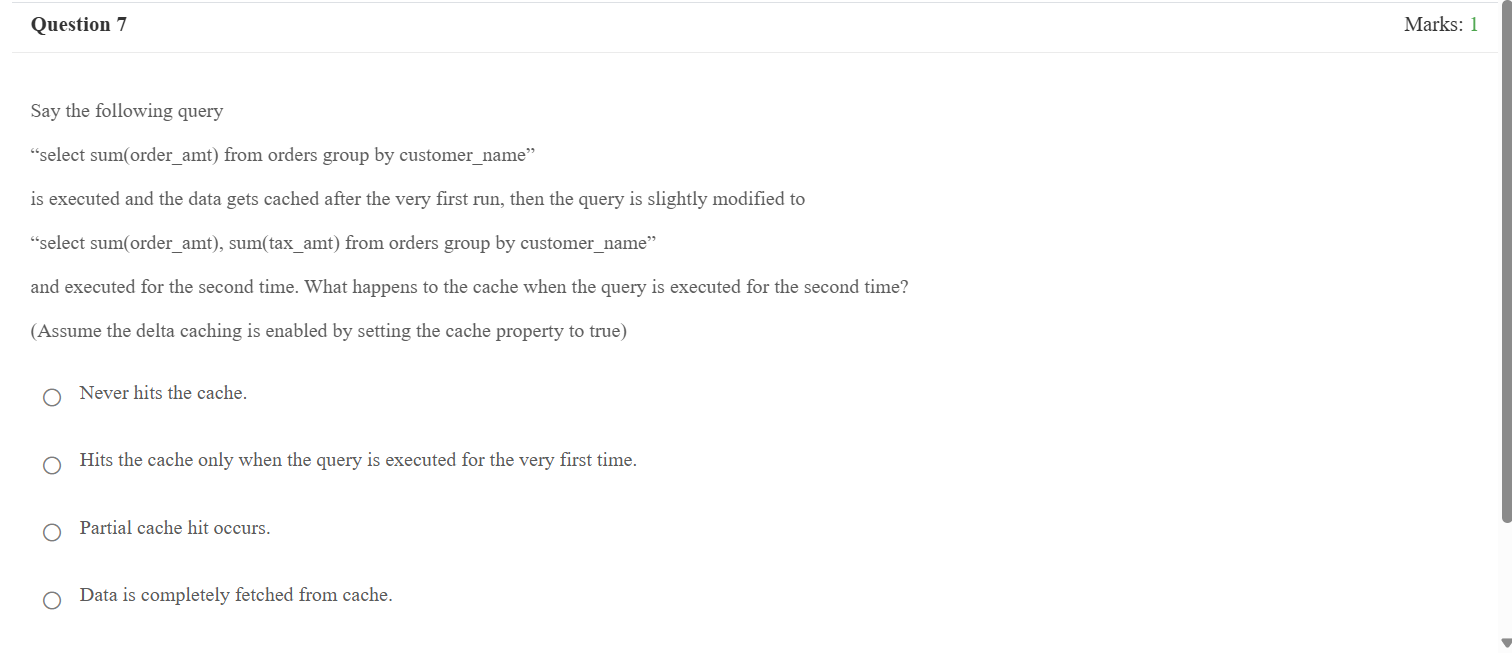 Question 7
Marks: 1
Say the following query
“select sum(order_amt) from orders group by customer_name”
is executed and the data gets cached after the very first run, then the query is slightly modified to
“select sum(order_amt), sum(tax_amt) from orders group by customer_name”
and executed for the second time. What happens to the cache when the query is executed for the second time?
(Assume the delta caching is enabled by setting the cache property to true)
Never hits the cache.
Hits the cache only when the query is executed for the very first time.
Partial cache hit occurs.
Data is completely fetched from cache.